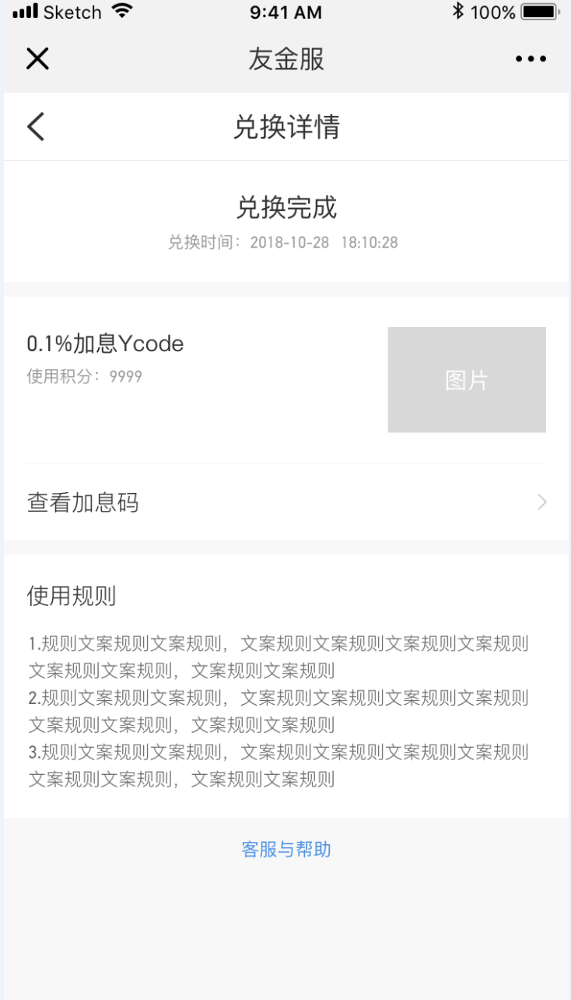 Sketch 9:41 AM 100%
友金服
兑换详情
兑换完成
兑换时间：2018-10-28 18:10:28
0.1%加息Ycode
使用积分：9999
图片
查看加息码
使用规则
1.规则文案规则文案规则，文案规则文案规则文案规则文案规则
文案规则文案规则，文案规则文案规则
2.规则文案规则文案规则，文案规则文案规则文案规则文案规则
文案规则文案规则，文案规则文案规则
3.规则文案规则文案规则，文案规则文案规则文案规则文案规则
文案规则文案规则，文案规则文案规则
客服与帮助